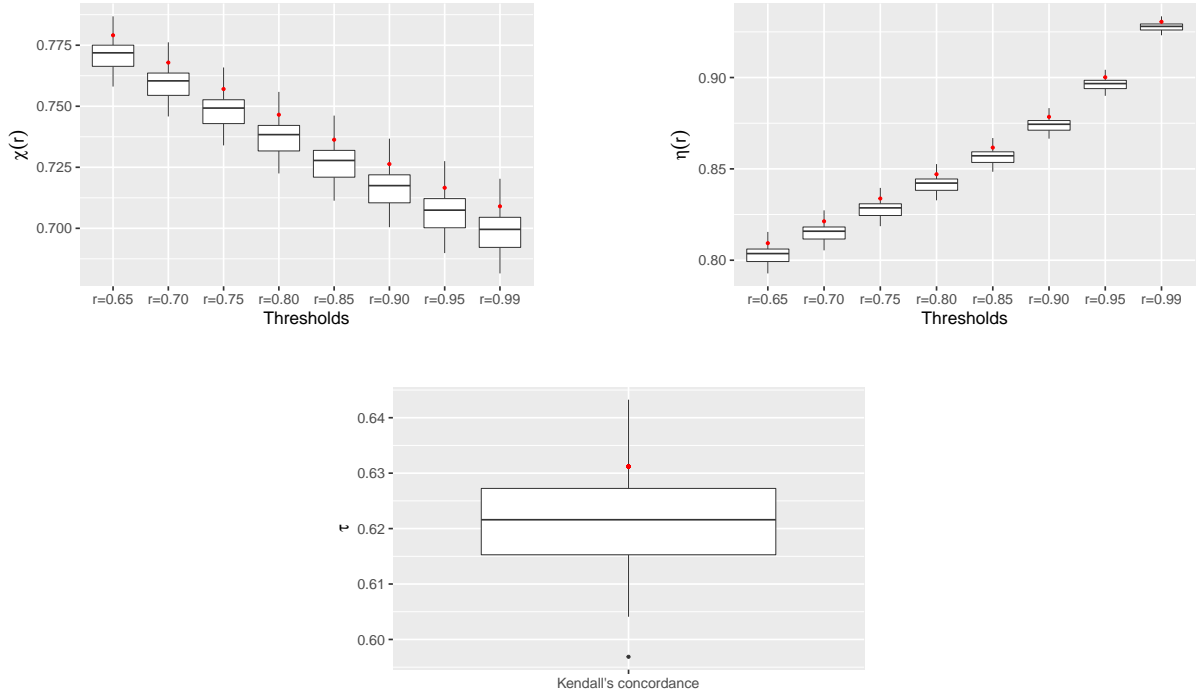 χ(r)
0.775
0.750
0.725
0.700
r=0.65 r=0.70 r=0.75 r=0.80 r=0.85 r=0.90 r=0.95 r=0.99
Thresholds
η(r)
0.90
0.85
0.80
r=0.65 r=0.70 r=0.75 r=0.80 r=0.85 r=0.90 r=0.95 r=0.99
Thresholds
τ
0.64
0.63
0.62
0.61
0.60
Kendall's concordance